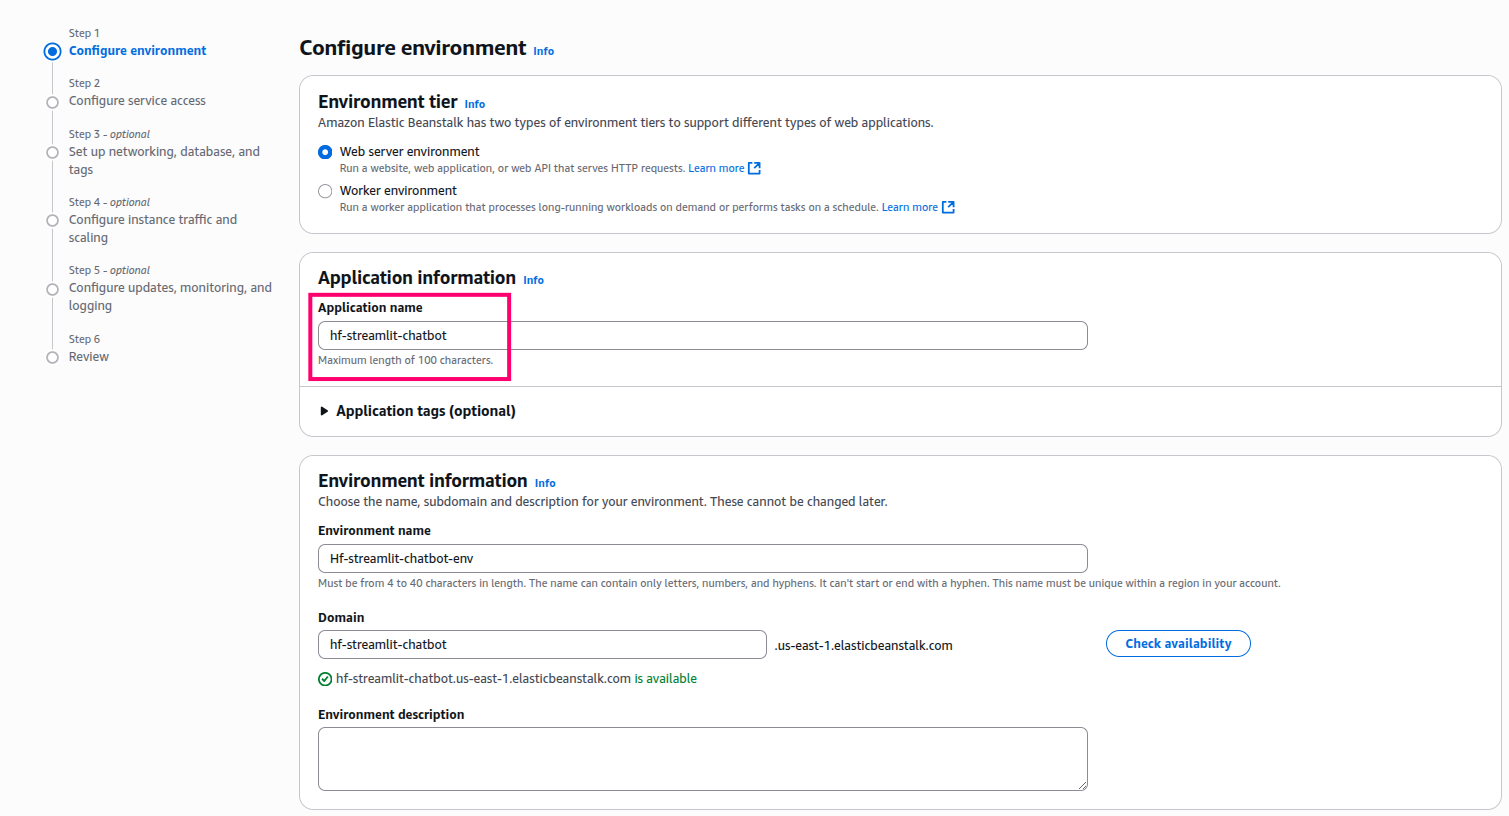 Step 1
Configure environment
Step 2
Configure service access
Step 3 - optional
Set up networking, database, and
tags
Step 4 - optional
Configure instance traffic and
scaling
Step 5 - optional
Configure updates, monitoring, and
logging
Step 6
Review
Configure environment Info
Environment tier Info
Amazon Elastic Beanstalk has two types of environment tiers to support different types of web applications.
Web server environment
Run a website, web application, or web API that serves HTTP requests. Learn more
Worker environment
Run a worker application that processes long-running workloads on demand or performs tasks on a schedule. Learn more
Application information Info
Application name
hf-streamlit-chatbot
Maximum length of 100 characters.
Application tags (optional)
Environment information Info
Choose the name, subdomain and description for your environment. These cannot be changed later.
Environment name
Hf-streamlit-chatbot-env
Must be from 4 to 40 characters in length. The name can contain only letters, numbers, and hyphens. It can't start or end with a hyphen. This name must be unique within a region in your account.
Domain
hf-streamlit-chatbot .us-east-1.elasticbeanstalk.com Check availability
hf-streamlit-chatbot.us-east-1.elasticbeanstalk.com is available
Environment description